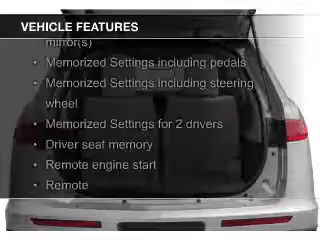 VEHICLE FEATURES
mirror(s)
• Memorized Settings including pedals
• Memorized Settings including steering
wheel
• Memorized Settings for 2 drivers
• Driver seat memory
• Remote engine start
• Remote